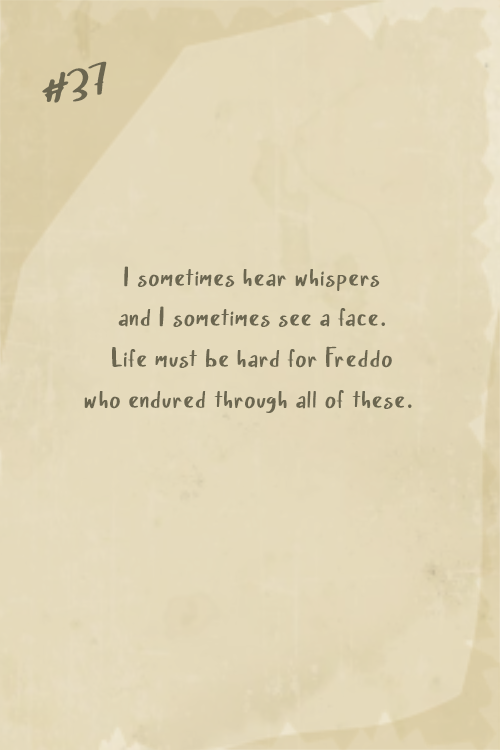 #37
I sometimes hear whispers
and I sometimes see a face.
Life must be hard for Freddo
who endured through all of these.